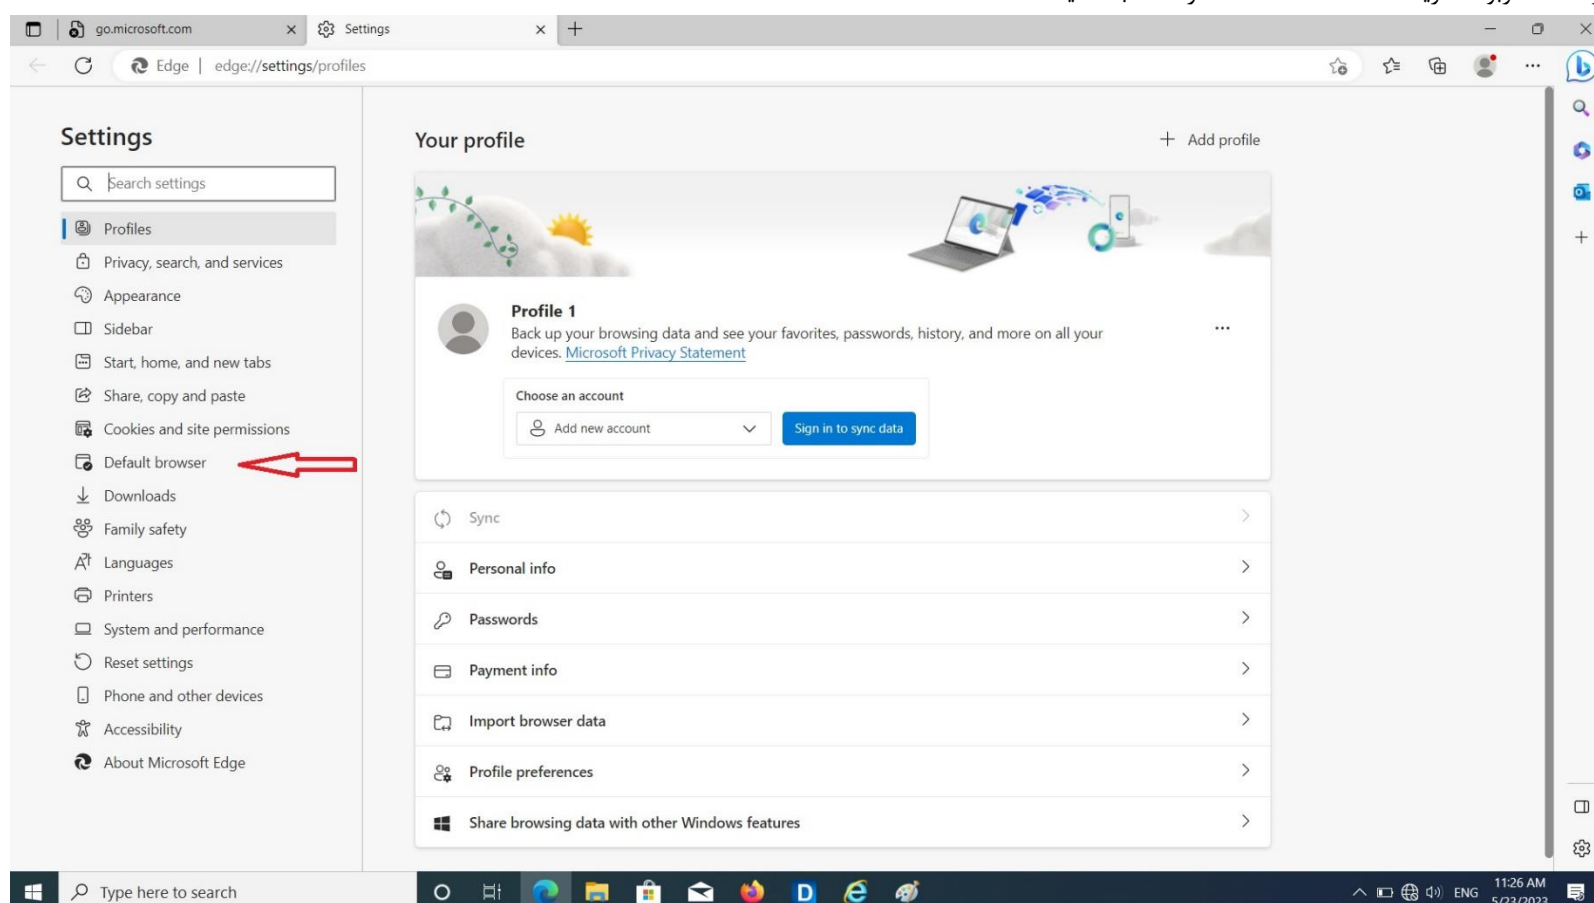 go.microsoft.com
Settings
Edge | edge://settings/profiles
Settings
Search settings
Profiles
Privacy, search, and services
Appearance
Sidebar
Start, home, and new tabs
Share, copy and paste
Cookies and site permissions
Default browser
Downloads
Family safety
Languages
Printers
System and performance
Reset settings
Phone and other devices
Accessibility
About Microsoft Edge
Your profile
Add profile
Profile 1
Back up your browsing data and see your favorites, passwords, history, and more on all your
devices. Microsoft Privacy Statement
Choose an account
Add new account
Sign in to sync data
Sync
Personal info
Passwords
Payment info
Import browser data
Profile preferences
Share browsing data with other Windows features
Type here to search
ENG
11:26 AM
5/23/2023